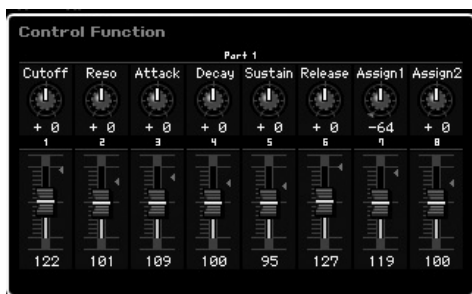 Control Function
Part 1
Cutoff Reso Attack Decay Sustain Release Assign1 Assign2
+ 0 + 0 + 0 + 0 + 0 + 0 -64 + 0
1 2 3 4 5 6 7 8
122 101 109 100 95 127 119 100